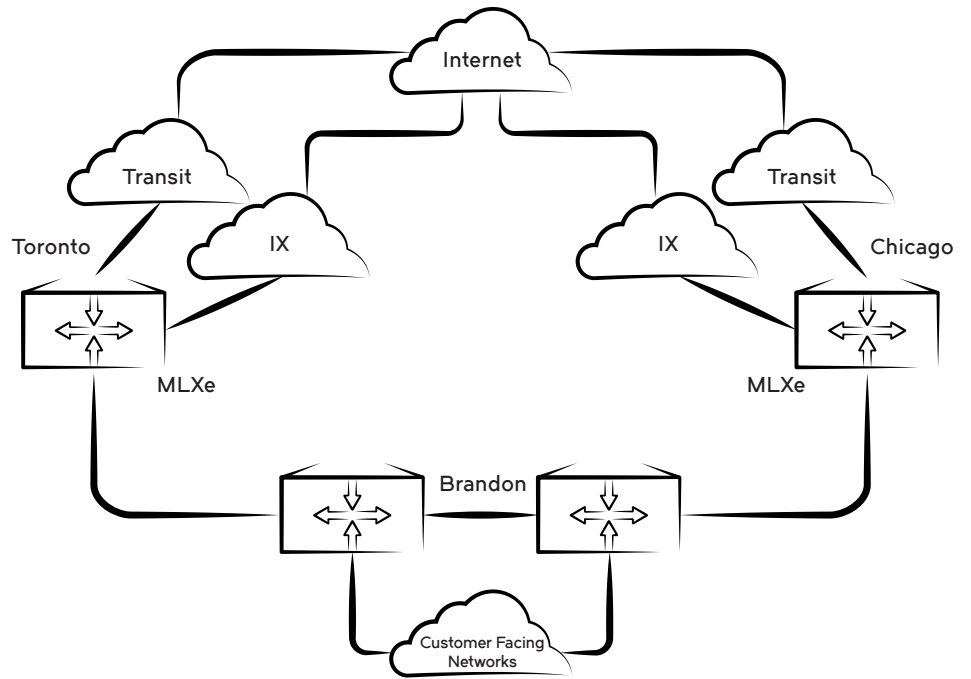 Internet
Transit
Transit
Toronto
IX
IX
Chicago
MLXe
MLXe
Brandon
Customer Facing
Networks